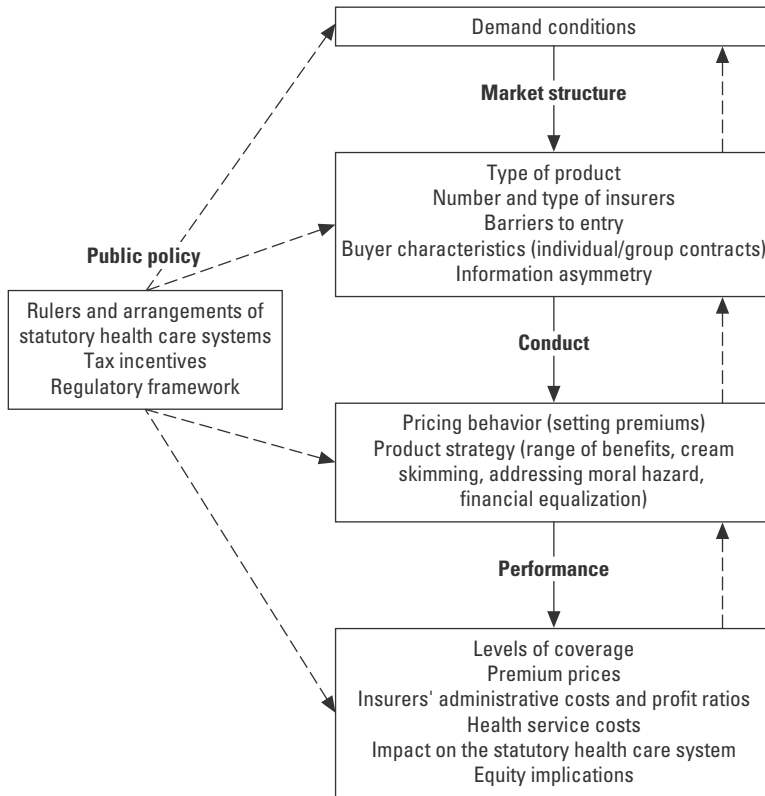 Demand conditions
Market structure
Type of product
Number and type of insurers
Barriers to entry
Buyer characteristics (individual/group contracts)
Information asymmetry
Public policy
Rulers and arrangements of
statutory health care systems
Tax incentives
Regulatory framework
Conduct
Pricing behavior (setting premiums)
Product strategy (range of benefits, cream
skimming, addressing moral hazard,
financial equalization)
Performance
Levels of coverage
Premium prices
Insurers' administrative costs and profit ratios
Health service costs
Impact on the statutory health care system
Equity implications